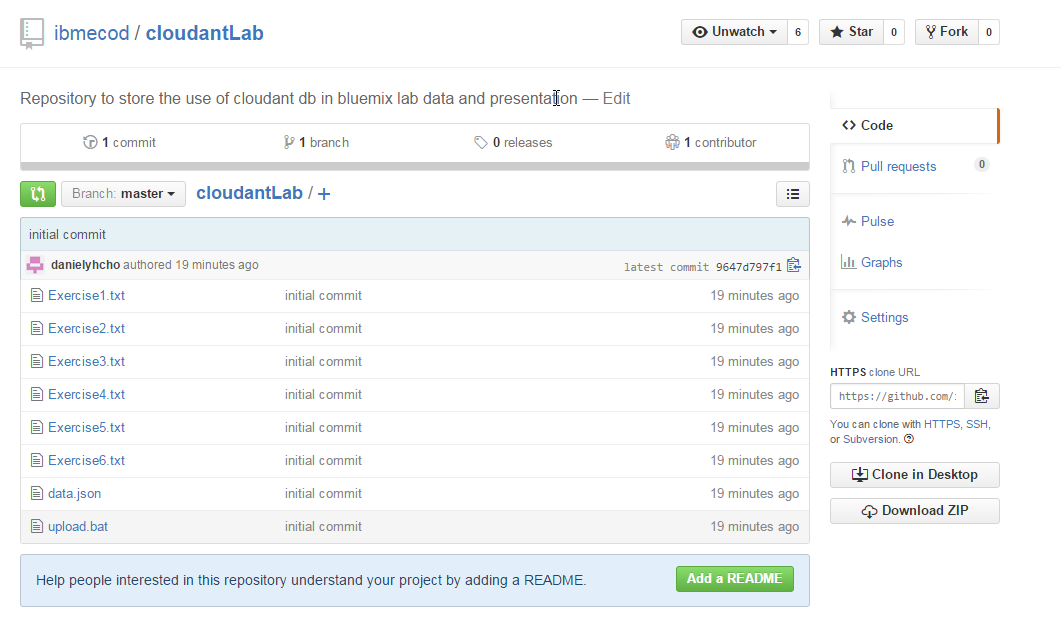 ibmecod / cloudantLab
Unwatch 6 Star 0 Fork 0
Repository to store the use of cloudant db in bluemix lab data and presentation — Edit
1 commit 1 branch 0 releases 1 contributor
Branch: master cloudantLab / +
initial commit
danielyhcho authored 19 minutes ago latest commit 9647d797f1
Exercise1.txt initial commit 19 minutes ago
Exercise2.txt initial commit 19 minutes ago
Exercise3.txt initial commit 19 minutes ago
Exercise4.txt initial commit 19 minutes ago
Exercise5.txt initial commit 19 minutes ago
Exercise6.txt initial commit 19 minutes ago
data.json initial commit 19 minutes ago
upload.bat initial commit 19 minutes ago
Help people interested in this repository understand your project by adding a README. Add a README
<> Code
Pull requests 0
Pulse
Graphs
Settings
HTTPS clone URL
https://github.com/
You can clone with HTTPS, SSH,
or Subversion. ?
Clone in Desktop
Download ZIP